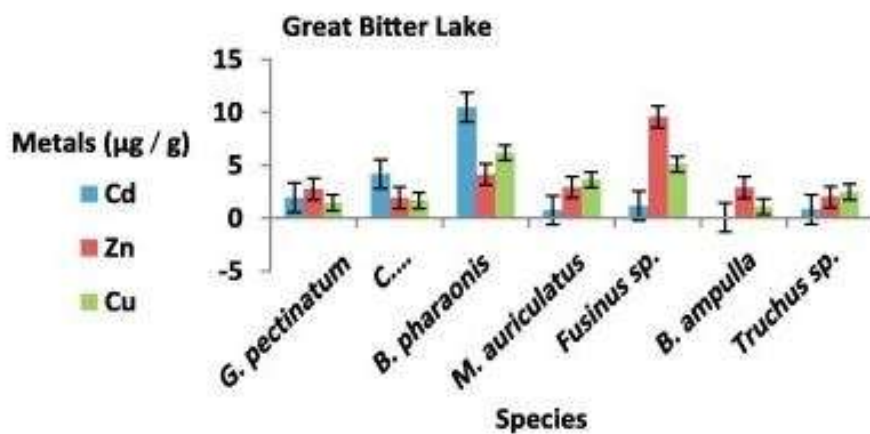 Great Bitter Lake
Metals (µg / g)
Cd
Zn
Cu
15
10
5
0
-5
G. pectinatum
C....
B. pharaonis
M. auriculatus
Fusinus sp.
B. ampulla
Truchus sp.
Species